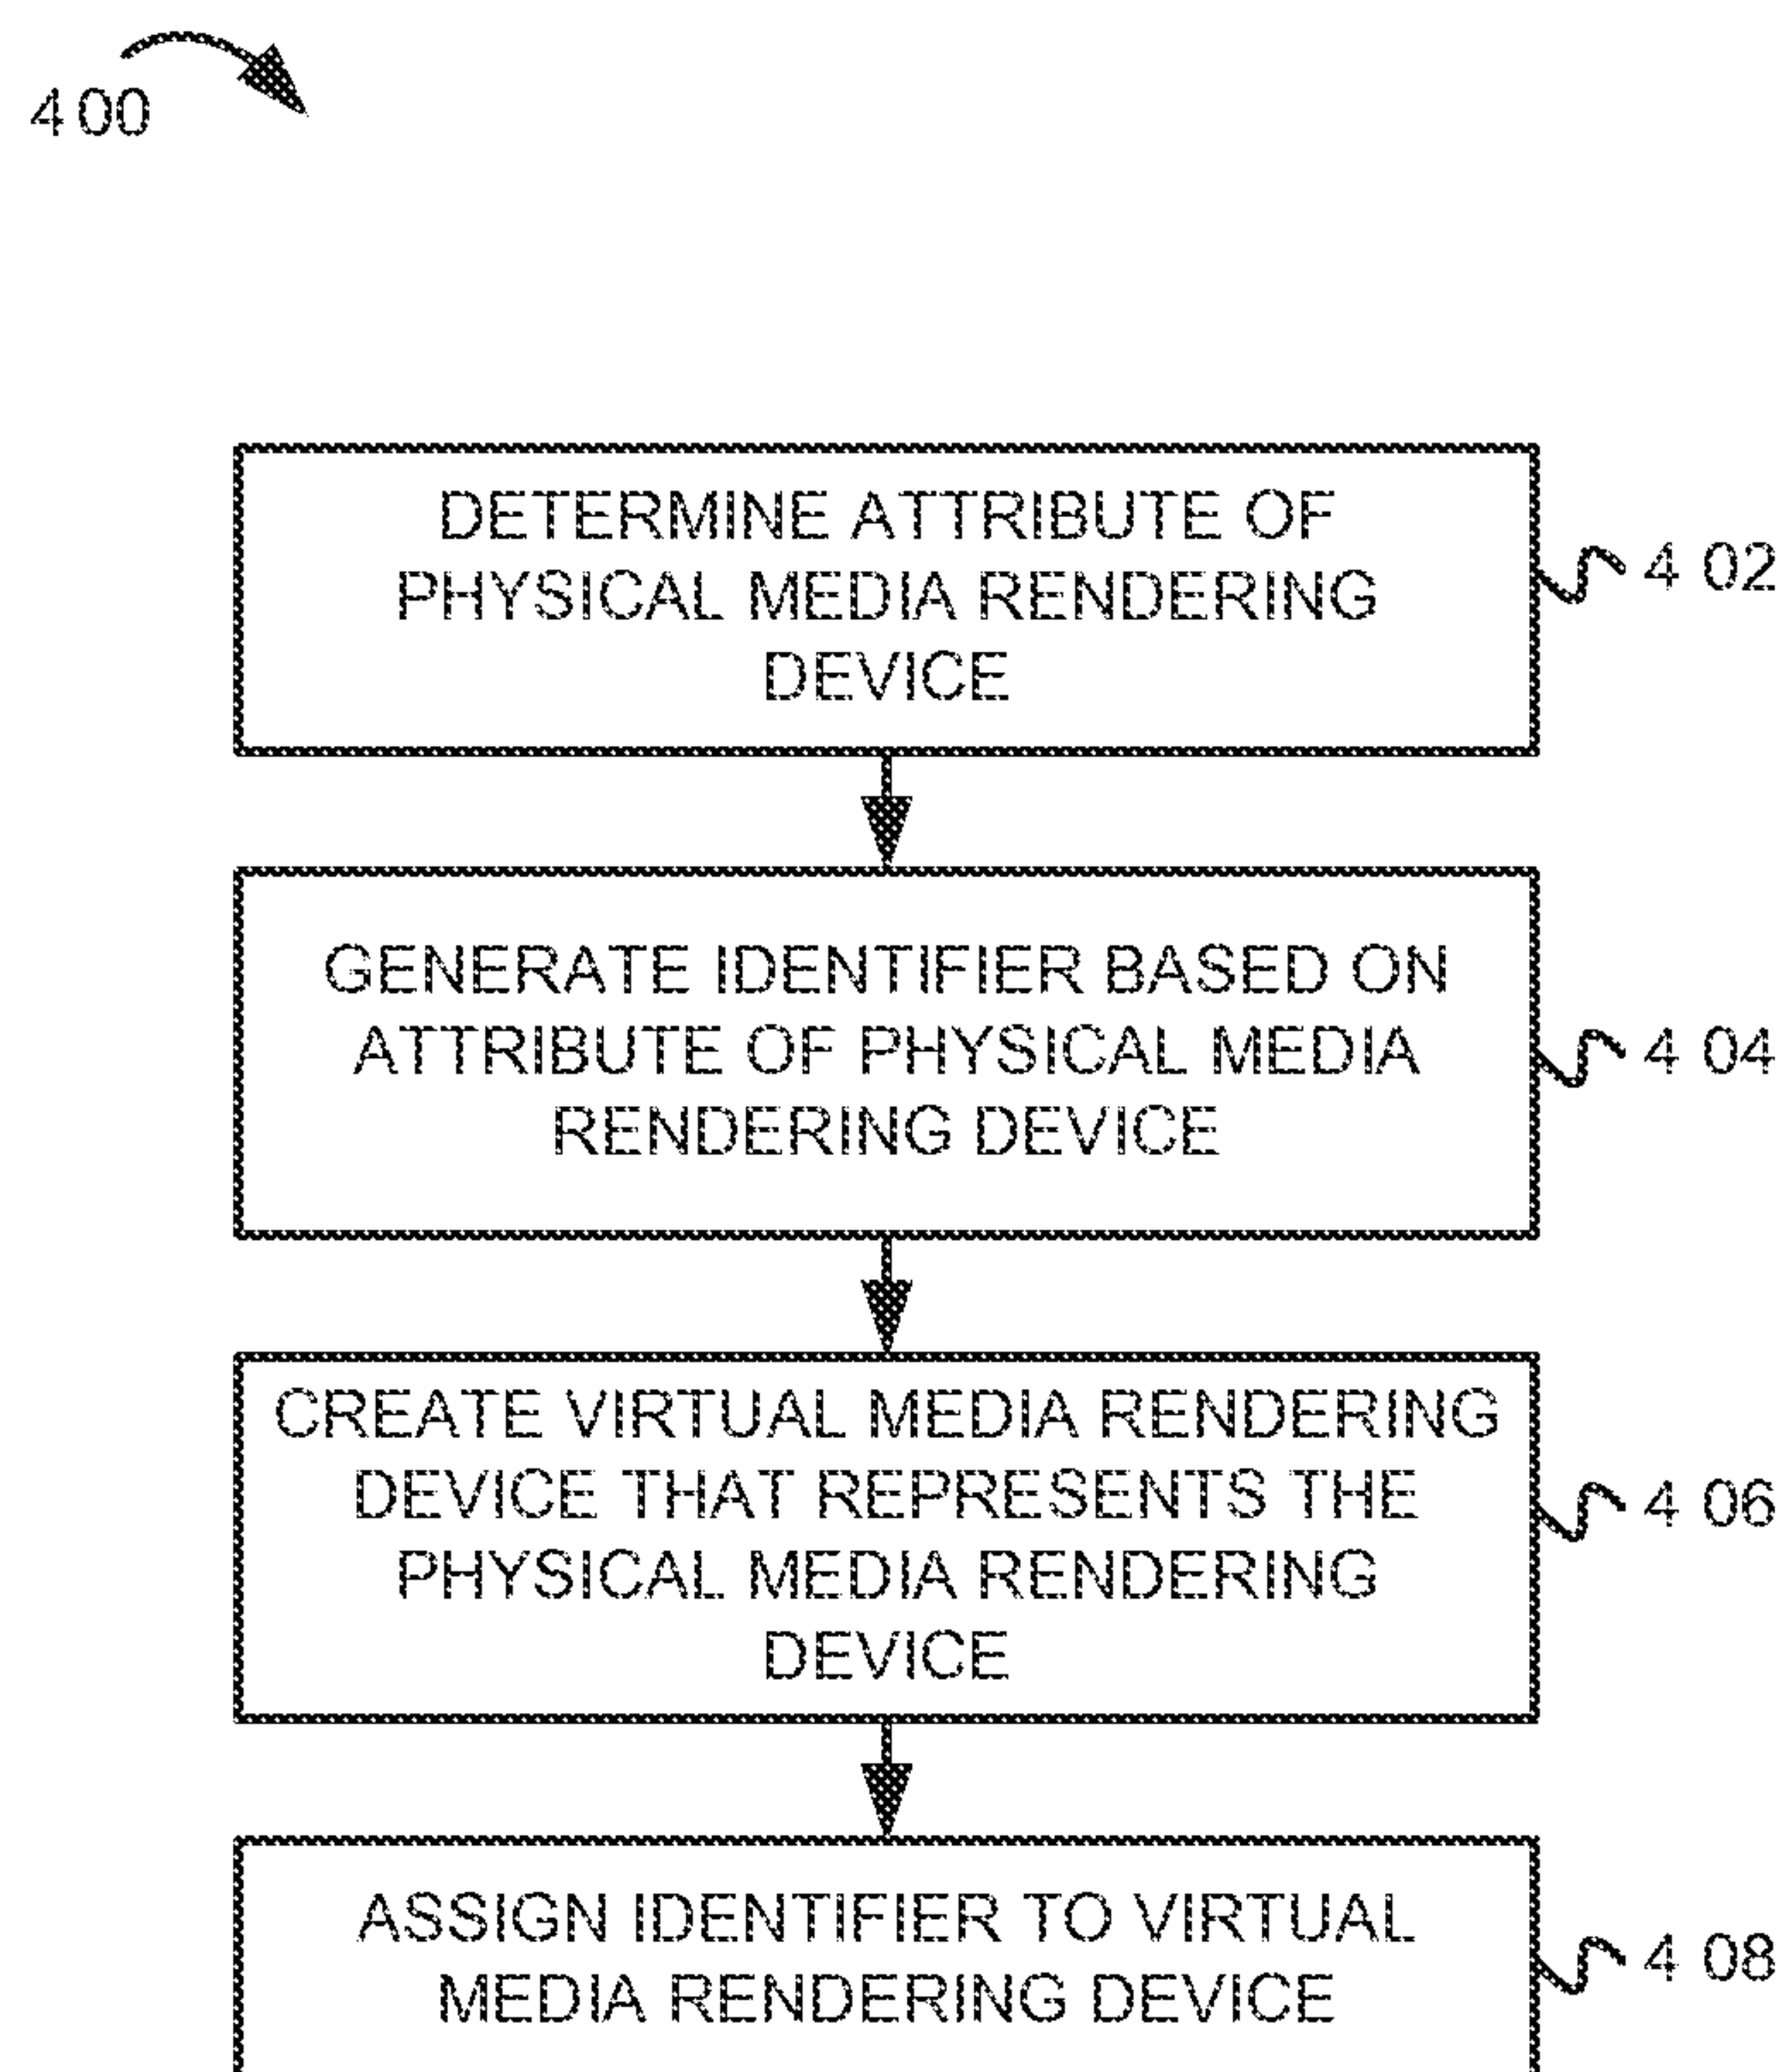 400
DETERMINE ATTRIBUTE OF
PHYSICAL MEDIA RENDERING
DEVICE
402
GENERATE IDENTIFIER BASED ON
ATTRIBUTE OF PHYSICAL MEDIA
RENDERING DEVICE
404
CREATE VIRTUAL MEDIA RENDERING
DEVICE THAT REPRESENTS THE
PHYSICAL MEDIA RENDERING
DEVICE
406
ASSIGN IDENTIFIER TO VIRTUAL
MEDIA RENDERING DEVICE
408